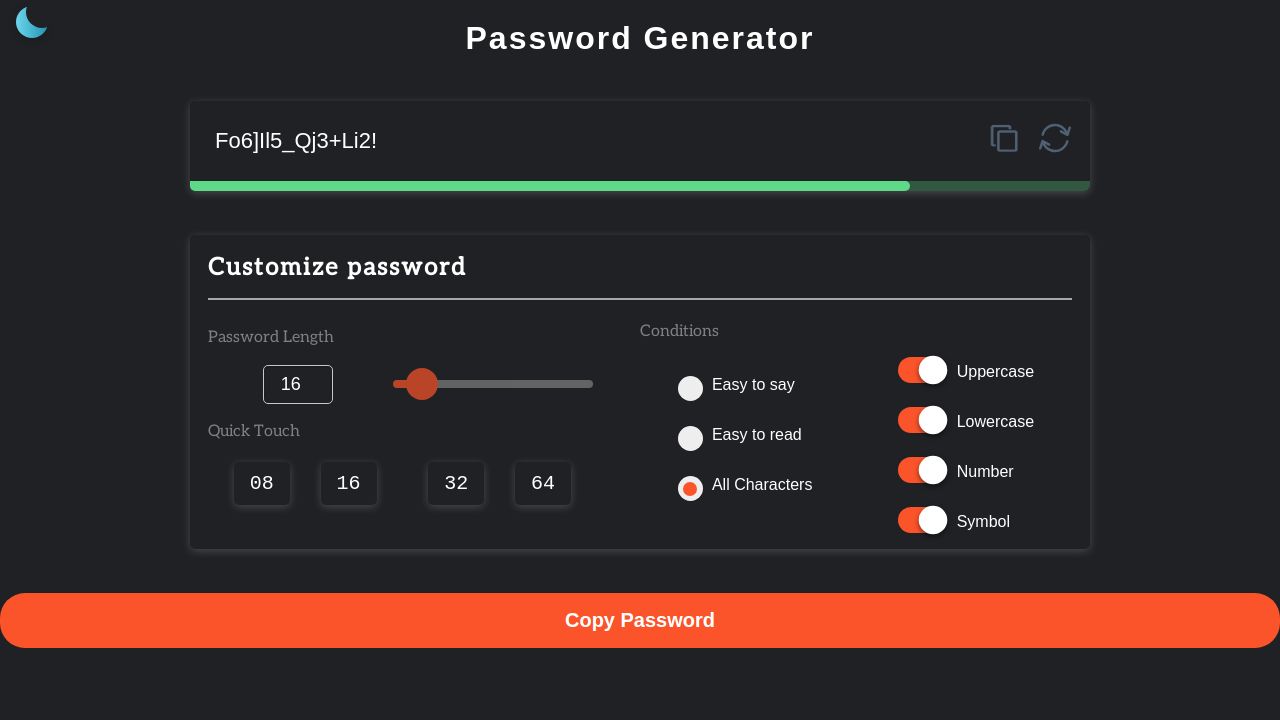 Password Generator
Fo6]Il5_Qj3+Li2!
Customize password
Password Length
16
Quick Touch
08 16 32 64
Conditions
Easy to say
Easy to read
All Characters
Uppercase
Lowercase
Number
Symbol
Copy Password